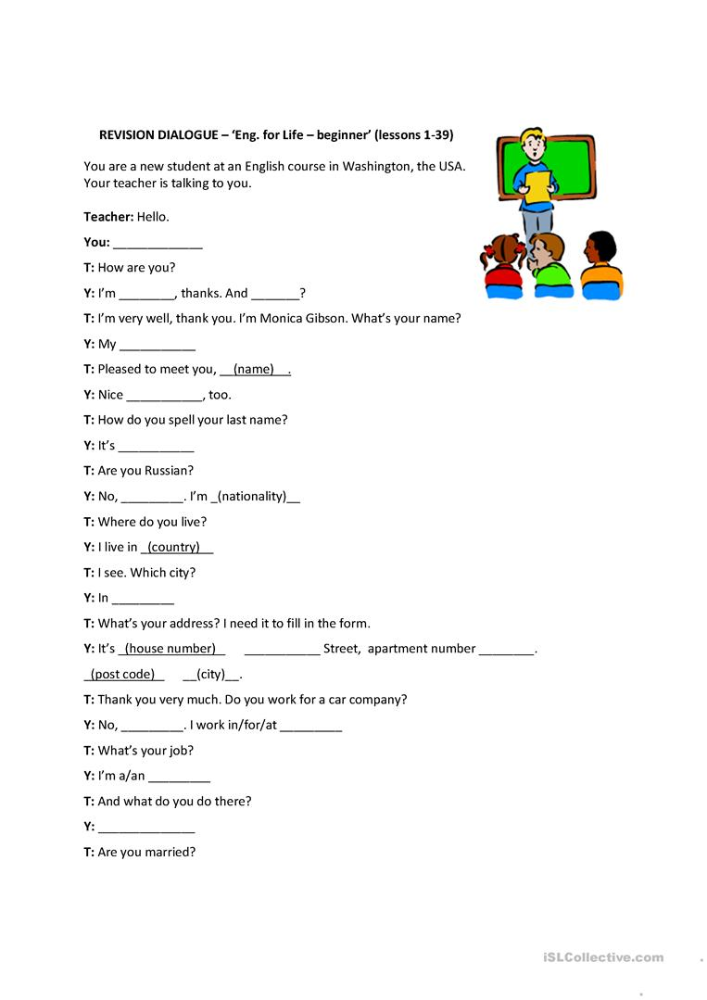 REVISION DIALOGUE – ‘Eng. for Life – beginner’ (lessons 1-39)
You are a new student at an English course in Washington, the USA.
Your teacher is talking to you.
Teacher: Hello.
You: _____________
T: How are you?
Y: I’m ________, thanks. And _______?
T: I’m very well, thank you. I’m Monica Gibson. What’s your name?
Y: My ___________
T: Pleased to meet you, __(name)__.
Y: Nice ___________, too.
T: How do you spell your last name?
Y: It’s ___________
T: Are you Russian?
Y: No, _________. I’m _(nationality)__
T: Where do you live?
Y: I live in _(country)__
T: I see. Which city?
Y: In _________
T: What’s your address? I need it to fill in the form.
Y: It’s _(house number)_ ___________ Street, apartment number ________.
_(post code)__ __(city)__.
T: Thank you very much. Do you work for a car company?
Y: No, _________. I work in/for/at _________
T: What’s your job?
Y: I’m a/an _________
T: And what do you do there?
Y: ______________
T: Are you married?
iSLCollective.com